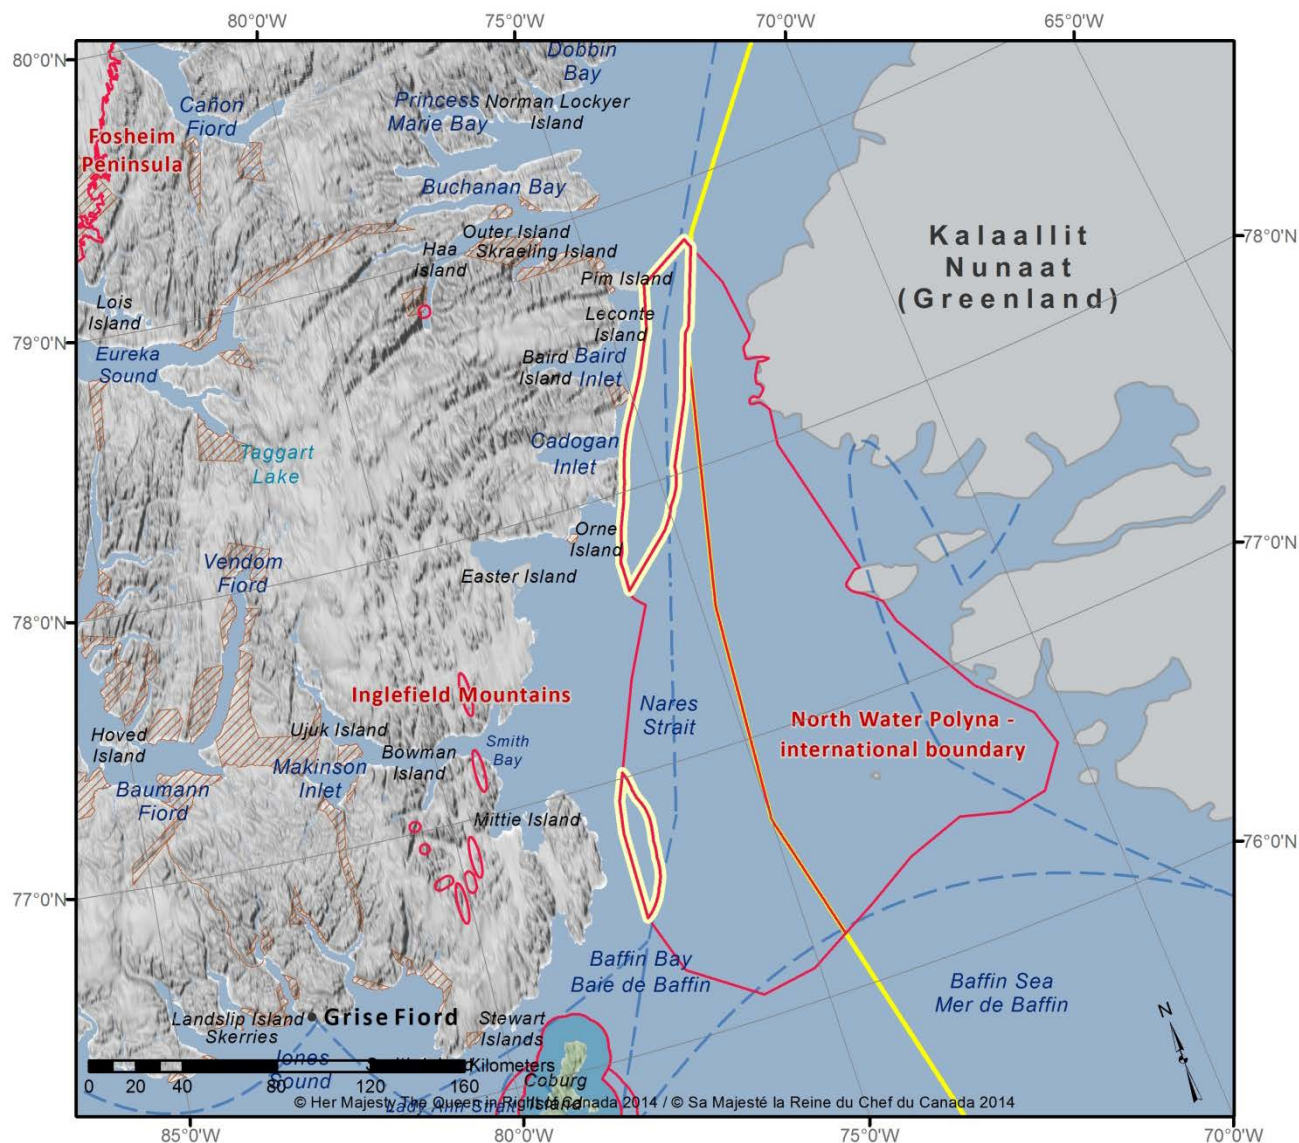 80°0'W
75°0'W
70°0'W
65°0'W
80°0'N
79°0'N
78°0'N
77°0'N
78°0'N
77°0'N
76°0'N
Dobbin
Bay
Cañon
Fiord
Princess
Marie Bay
Norman Lockyer
Island
Fosheim
Peninsula
Buchanan Bay
Outer Island
Skraeling Island
Haa
island
Pim Island
Kalaallit
Nunaat
(Greenland)
Lois
Island
Leconte
Island
Eureka
Sound
Baird
Island
Baird
Inlet
Taggart
Lake
Cadogan
Inlet
Orne
Island
Vendom
Fiord
Easter Island
Inglefield Mountains
Nares
Strait
North Water Polyna -
international boundary
Hoved
Island
Ujuk Island
Bowman
Island
Smith
Bay
Baumann
Fiord
Makinson
Inlet
Mittie Island
Baffin Bay
Baie de Baffin
Baffin Sea
Mer de Baffin
Landslip Island
Skerries
Grise Fiord
Stewart
Islands
N
Jones
Sound
Kilometers
0 20 40 80 120 160
Coburg
Island
Lady Ann Strait
© Her Majesty The Queen in Right of Canada 2014 / © Sa Majesté la Reine du Chef du Canada 2014
85°0'W
80°0'W
75°0'W
70°0'W